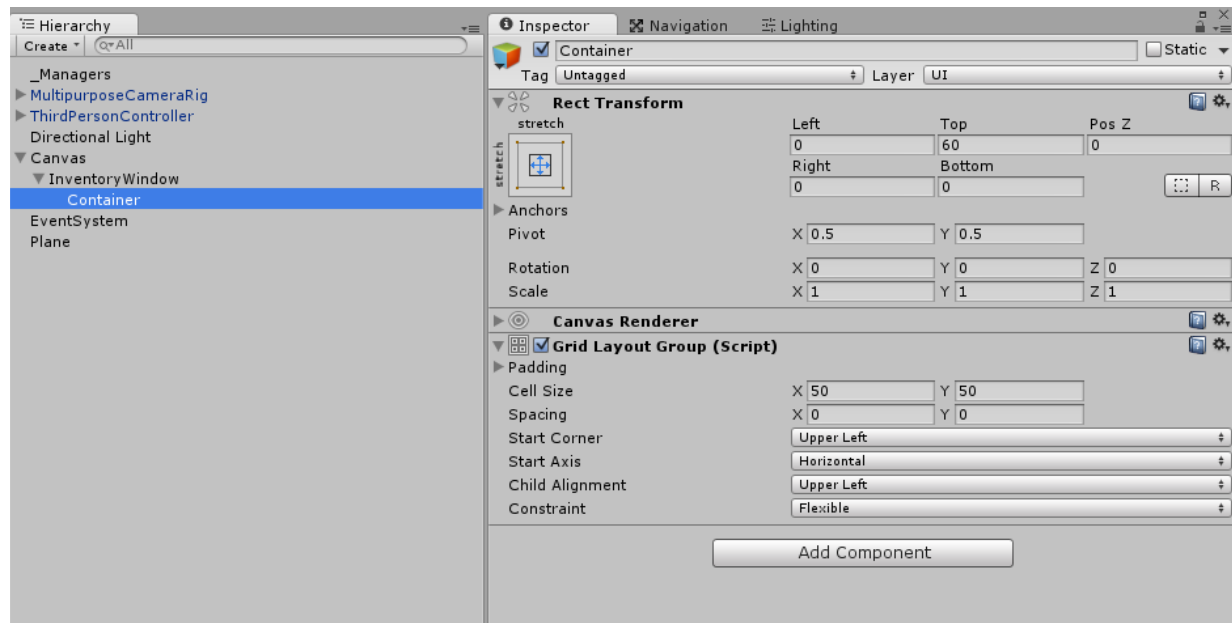 Hierarchy
Create All
_Managers
MultipurposeCameraRig
ThirdPersonController
Directional Light
Canvas
InventoryWindow
Container
EventSystem
Plane
Inspector Navigation Lighting
Container Static
Tag Untagged Layer UI
Rect Transform
stretch Left Top Pos Z
stretch 0 60 0
Right Bottom
0 0 R
Anchors
Pivot X 0.5 Y 0.5
Rotation X 0 Y 0 Z 0
Scale X 1 Y 1 Z 1
Canvas Renderer
Grid Layout Group (Script)
Padding
Cell Size X 50 Y 50
Spacing X 0 Y 0
Start Corner Upper Left
Start Axis Horizontal
Child Alignment Upper Left
Constraint Flexible
Add Component